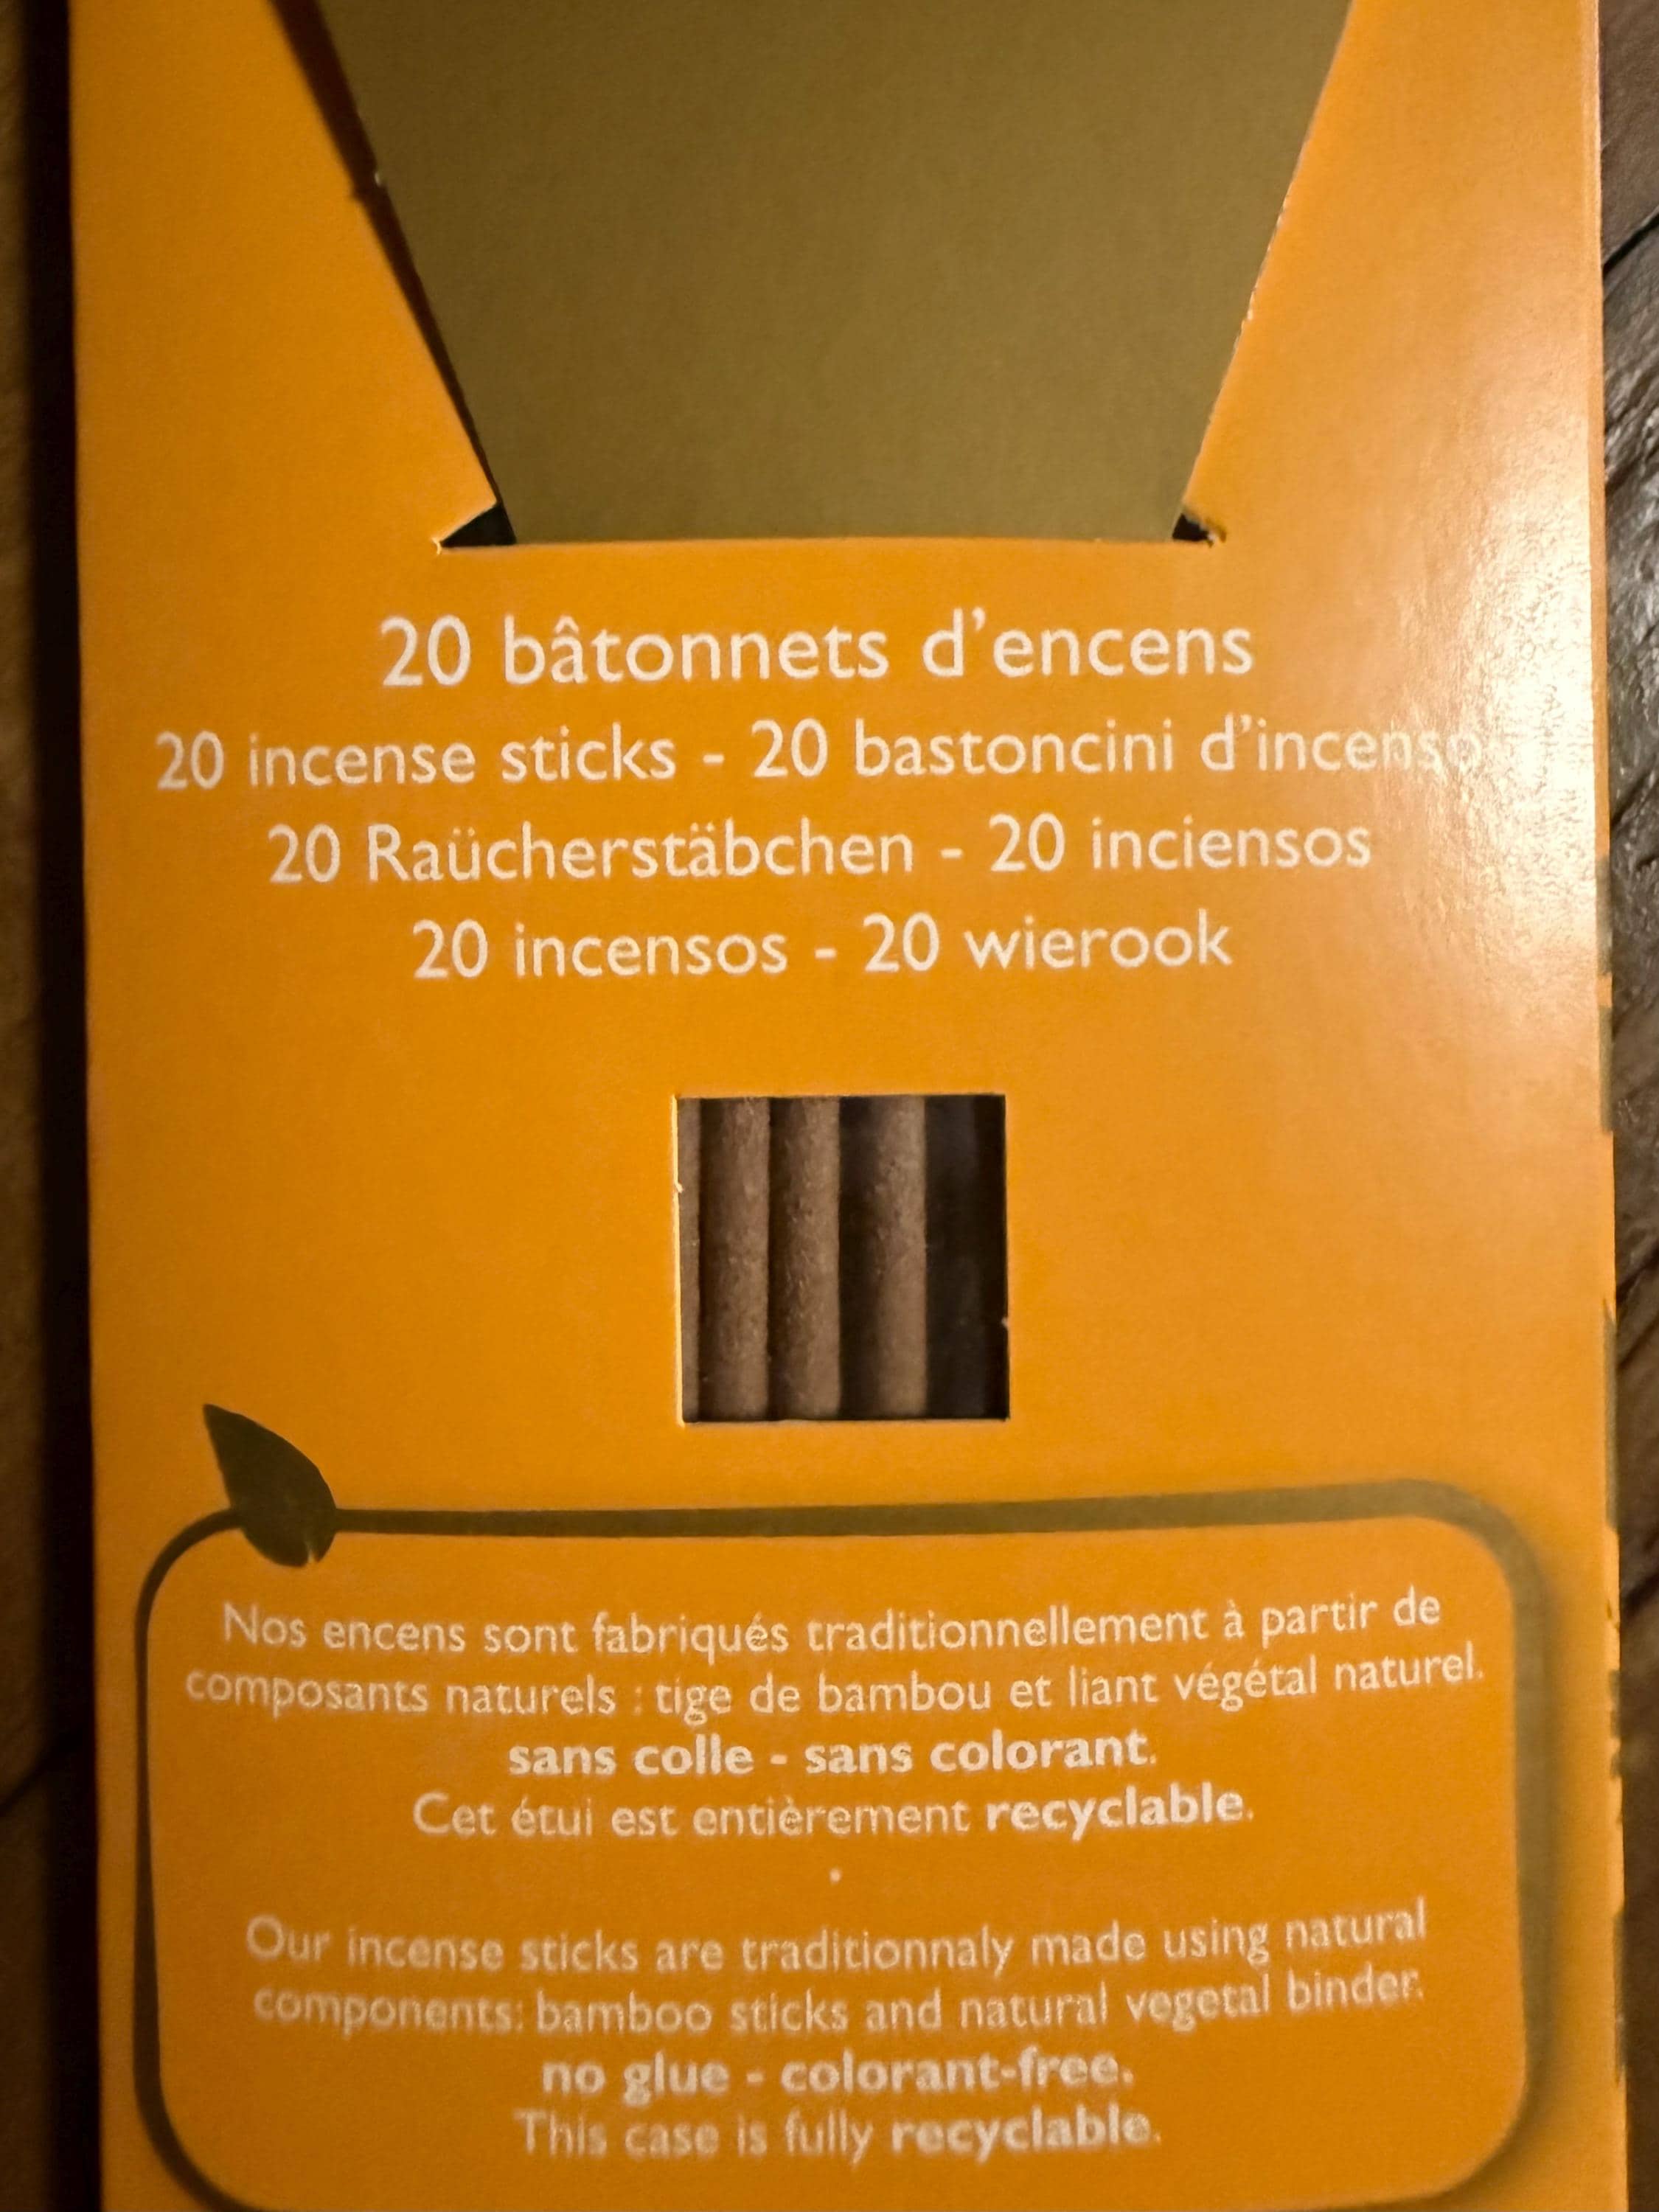 20 bâtonnets d'encens
20 incense sticks - 20 bastoncini d'incenso
20 Raücherstäbchen - 20 inciensos
20 incensos - 20 wierook
Nos encens sont fabriqués traditionnellement à partir de
composants naturels : tige de bambou et liant végétal naturel.
sans colle - sans colorant.
Cet étui est entièrement recyclable.
.
Our incense sticks are traditionnaly made using natural
components: bamboo sticks and natural vegetal binder.
no glue - colorant-free.
This case is fully recyclable.